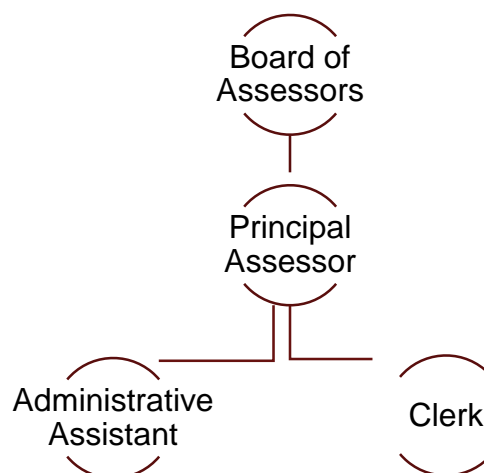 Board of
Assessors
Principal
Assessor
Administrative
Assistant
Clerk